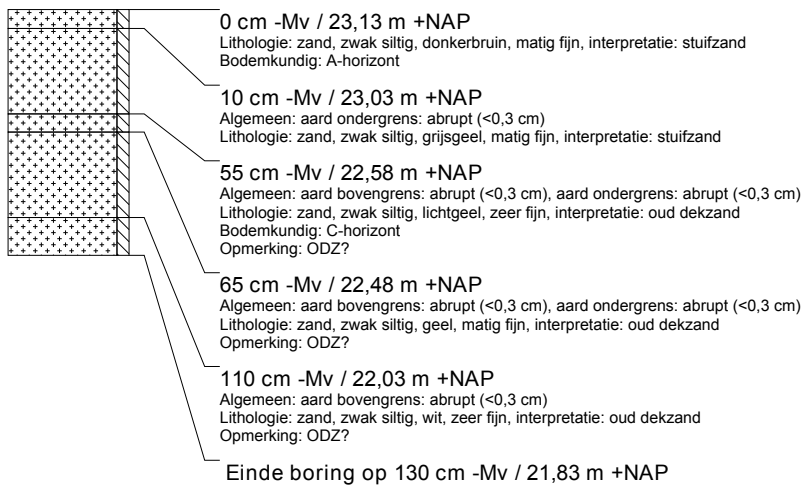 0 cm -Mv / 23,13 m +NAP
Lithologie: zand, zwak siltig, donkerbruin, matig fijn, interpretatie: stuifzand
Bodemkundig: A-horizont
10 cm -Mv / 23,03 m +NAP
Algemeen: aard ondergrens: abrupt (<0,3 cm)
Lithologie: zand, zwak siltig, grijsgeel, matig fijn, interpretatie: stuifzand
55 cm -Mv / 22,58 m +NAP
Algemeen: aard bovengrens: abrupt (<0,3 cm), aard ondergrens: abrupt (<0,3 cm)
Lithologie: zand, zwak siltig, lichtgeel, zeer fijn, interpretatie: oud dekzand
Bodemkundig: C-horizont
Opmerking: ODZ?
65 cm -Mv / 22,48 m +NAP
Algemeen: aard bovengrens: abrupt (<0,3 cm), aard ondergrens: abrupt (<0,3 cm)
Lithologie: zand, zwak siltig, geel, matig fijn, interpretatie: oud dekzand
Opmerking: ODZ?
110 cm -Mv / 22,03 m +NAP
Algemeen: aard bovengrens: abrupt (<0,3 cm)
Lithologie: zand, zwak siltig, wit, zeer fijn, interpretatie: oud dekzand
Opmerking: ODZ?
Einde boring op 130 cm -Mv / 21,83 m +NAP